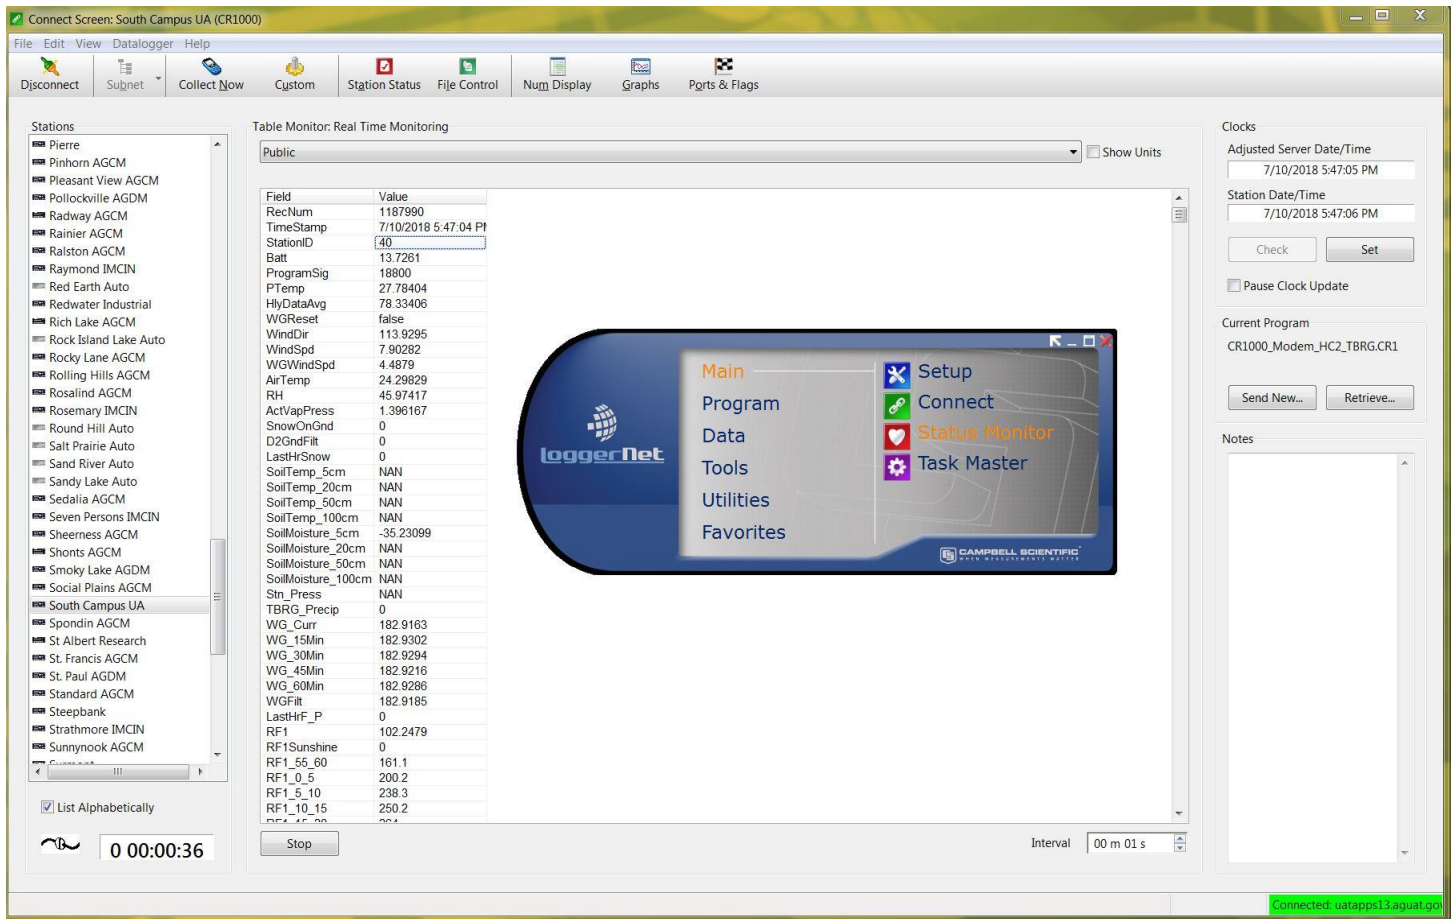 Connect Screen: South Campus UA (CR1000)
File Edit View Datalogger Help
Disconnect Subnet Collect Now Custom Station Status File Control Num Display Graphs Ports & Flags
Stations
Pierre
Pinhorn AGCM
Pleasant View AGCM
Pollockville AGDM
Radway AGCM
Rainier AGCM
Ralston AGCM
Raymond IMCIN
Red Earth Auto
Redwater Industrial
Rich Lake AGCM
Rock Island Lake Auto
Rocky Lane AGCM
Rolling Hills AGCM
Rosalind AGCM
Rosemary IMCIN
Round Hill Auto
Salt Prairie Auto
Sand River Auto
Sandy Lake Auto
Sedalia AGCM
Seven Persons IMCIN
Sheerness AGCM
Shonts AGCM
Smoky Lake AGDM
Social Plains AGCM
South Campus UA
Spondin AGCM
St Albert Research
St. Francis AGCM
St. Paul AGDM
Standard AGCM
Steepbank
Strathmore IMCIN
Sunnynook AGCM
List Alphabetically
0 00:00:36
Table Monitor: Real Time Monitoring
Public
Show Units
Field Value
RecNum 1187990
TimeStamp 7/10/2018 5:47:04 PM
StationID 40
Batt 13.7261
ProgramSig 18800
PTemp 27.78404
HlyDataAvg 78.33406
WGReset false
WindDir 113.9295
WindSpd 7.90282
WGWindSpd 4.4879
AirTemp 24.29829
RH 45.97417
ActVapPress 1.396167
SnowOnGnd 0
D2GndFilt 0
LastHrSnow 0
SoilTemp_5cm NAN
SoilTemp_20cm NAN
SoilTemp_50cm NAN
SoilTemp_100cm NAN
SoilMoisture_5cm -35.23099
SoilMoisture_20cm NAN
SoilMoisture_50cm NAN
SoilMoisture_100cm NAN
Stn_Press NAN
TBRG_Precip 0
WG_Curr 182.9163
WG_15Min 182.9302
WG_30Min 182.9294
WG_45Min 182.9216
WG_60Min 182.9286
WGFilt 182.9185
LastHrF_P 0
RF1 102.2479
RF1Sunshine 0
RF1_55_60 161.1
RF1_0_5 200.2
RF1_5_10 238.3
RF1_10_15 250.2
Stop
Interval 00 m 01 s
loggerNet
Main
Program
Data
Tools
Utilities
Favorites
Setup
Connect
Status Monitor
Task Master
CAMPBELL SCIENTIFIC
WHEN MEASUREMENTS MATTER
Clocks
Adjusted Server Date/Time
7/10/2018 5:47:05 PM
Station Date/Time
7/10/2018 5:47:06 PM
Check Set
Pause Clock Update
Current Program
CR1000_Modem_HC2_TBRG.CR1
Send New... Retrieve...
Notes
Connected: uatapps13.aguat.gov